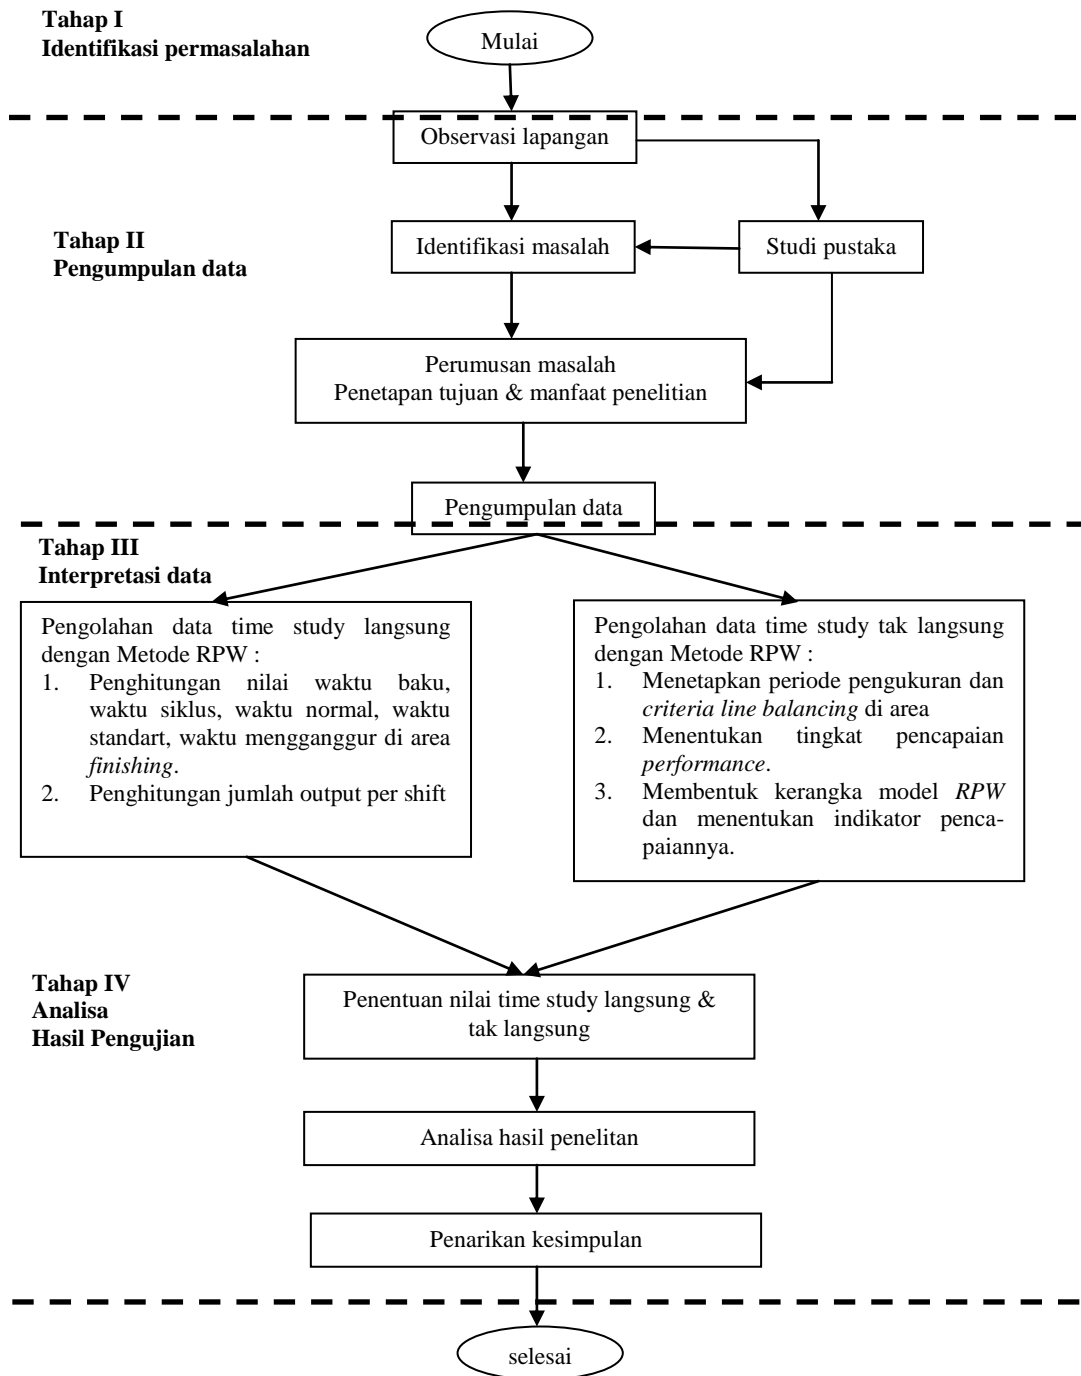 Tahap I
Identifikasi permasalahan
Mulai
Observasi lapangan
Tahap II
Pengumpulan data
Identifikasi masalah
Studi pustaka
Perumusan masalah
Penetapan tujuan & manfaat penelitian
Pengumpulan data
Tahap III
Interpretasi data
Pengolahan data time study langsung
dengan Metode RPW :
1. Penghitungan nilai waktu baku,
waktu siklus, waktu normal, waktu
standart, waktu mengganggur di area
finishing.
2. Penghitungan jumlah output per shift
Pengolahan data time study tak langsung
dengan Metode RPW :
1. Menetapkan periode pengukuran dan
criteria line balancing di area
2. Menentukan tingkat pencapaian
performance.
3. Membentuk kerangka model RPW
dan menentukan indikator penca-
paiannya.
Tahap IV
Analisa
Hasil Pengujian
Penentuan nilai time study langsung &
tak langsung
Analisa hasil penelitan
Penarikan kesimpulan
selesai